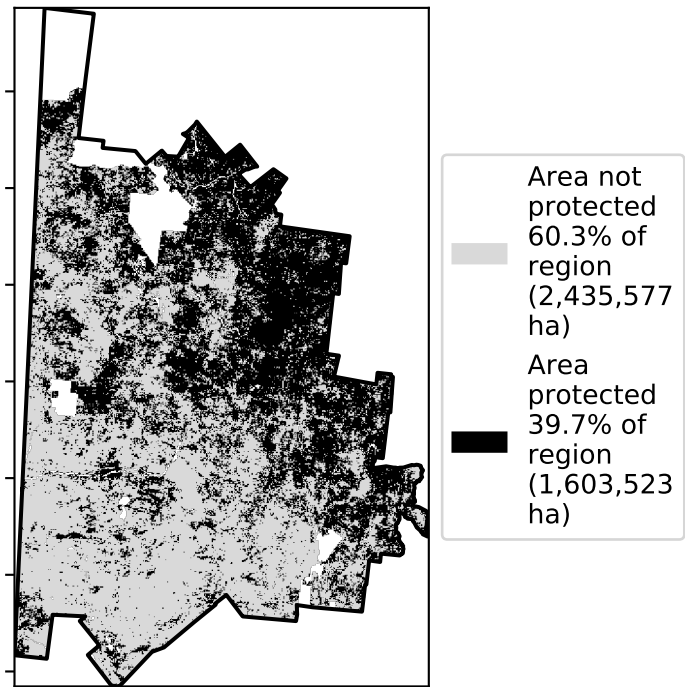 Area not
protected
60.3% of
region
(2,435,577
ha)
Area
protected
39.7% of
region
(1,603,523
ha)